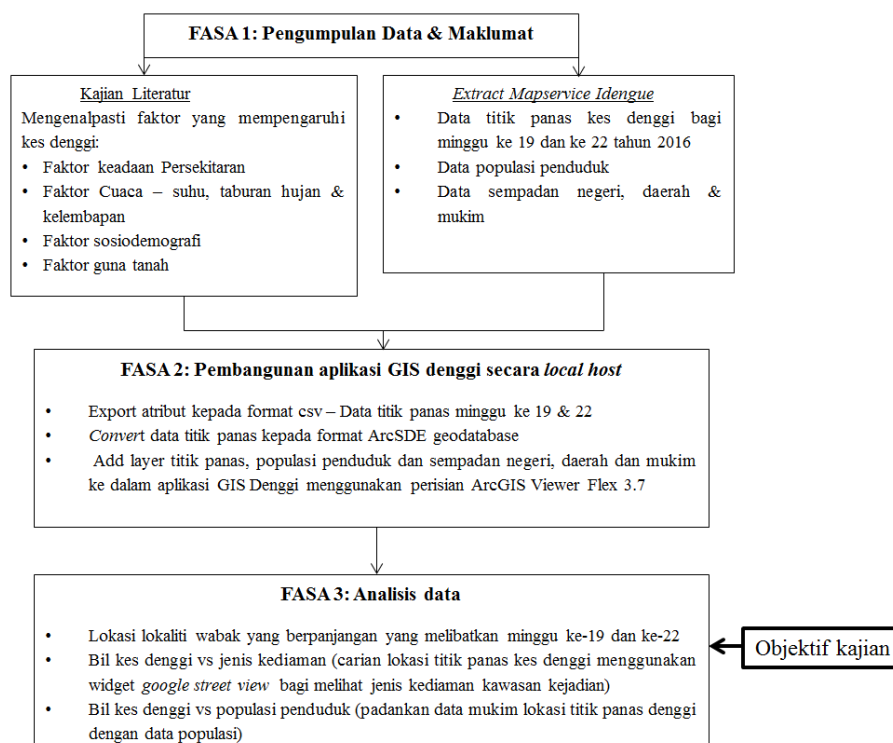 FASA 1: Pengumpulan Data & Maklumat
Kajian Literatur
Mengenalpasti faktor yang mempengaruhi
kes denggi:
• Faktor keadaan Persekitaran
• Faktor Cuaca – suhu, taburan hujan &
kelembapan
• Faktor sosiodemografi
• Faktor guna tanah
Extract Mapservice Idengue
• Data titik panas kes denggi bagi
minggu ke 19 dan ke 22 tahun 2016
• Data populasi penduduk
• Data sempadan negeri, daerah &
mukim
FASA 2: Pembangunan aplikasi GIS denggi secara local host
• Export atribut kepada format csv – Data titik panas minggu ke 19 & 22
• Convert data titik panas kepada format ArcSDE geodatabase
• Add layer titik panas, populasi penduduk dan sempadan negeri, daerah dan mukim
ke dalam aplikasi GIS Denggi menggunakan perisian ArcGIS Viewer Flex 3.7
FASA 3: Analisis data
• Lokasi lokaliti wabak yang berpanjangan yang melibatkan minggu ke-19 dan ke-22
• Bil kes denggi vs jenis kediaman (carian lokasi titik panas kes denggi menggunakan
widget google street view bagi melihat jenis kediaman kawasan kejadian)
• Bil kes denggi vs populasi penduduk (padankan data mukim lokasi titik panas denggi
dengan data populasi)
Objektif kajian